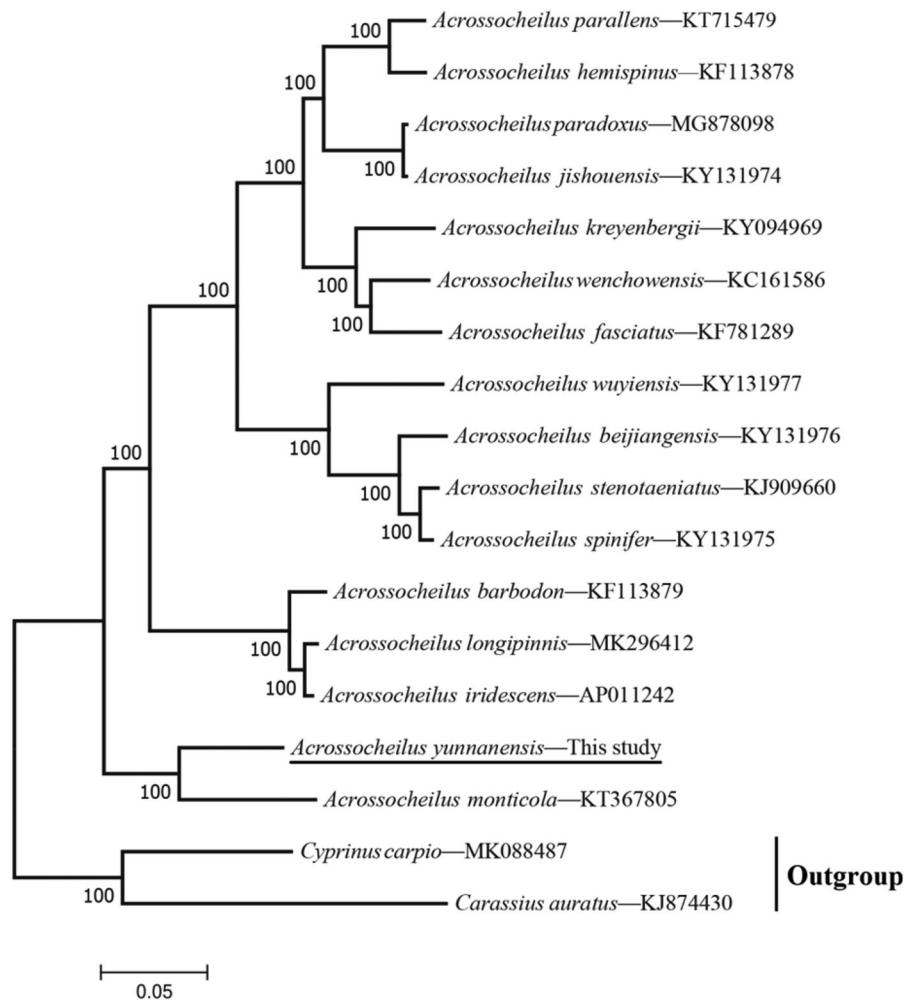 100
Acrossocheilus parallens—KT715479
100
Acrossocheilus hemispinus—KF113878
Acrossocheilus paradoxus—MG878098
100
100
Acrossocheilus jishouensis—KY131974
Acrossocheilus kreyenbergii—KY094969
100
100
Acrossocheilus wenchowensis—KC161586
100
Acrossocheilus fasciatus—KF781289
Acrossocheilus wuyiensis—KY131977
100
Acrossocheilus beijiangensis—KY131976
100
100
Acrossocheilus stenotaeniatus—KJ909660
100
Acrossocheilus spinifer—KY131975
Acrossocheilus barbodon—KF113879
100
Acrossocheilus longipinnis—MK296412
100
Acrossocheilus iridescens—AP011242
Acrossocheilus yunnanensis—This study
100
Acrossocheilus monticola—KT367805
Cyprinus carpio—MK088487
100
Carassius auratus—KJ874430
Outgroup
0.05